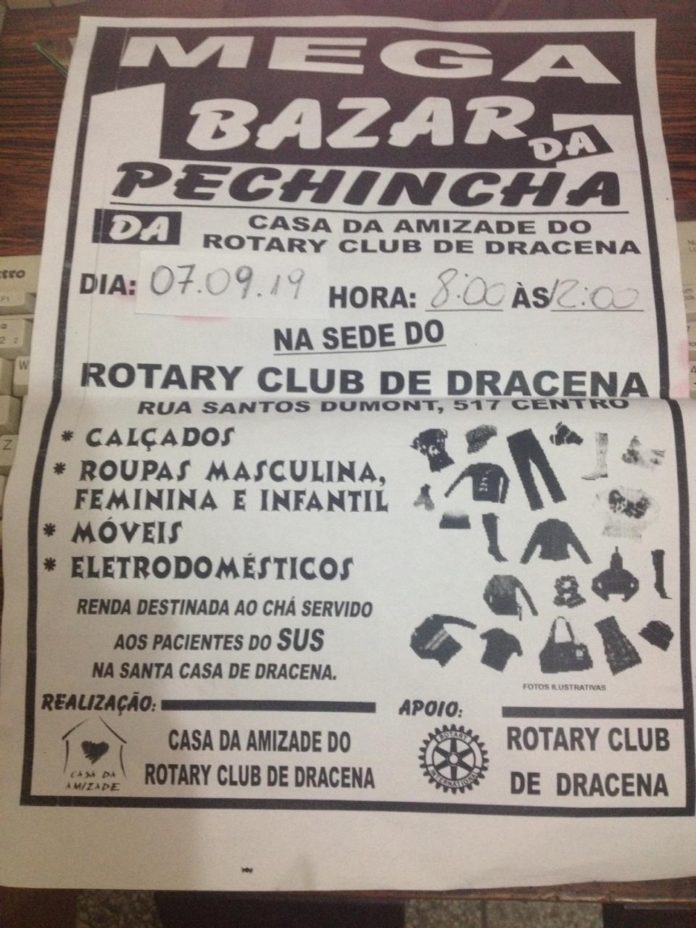 MEGA
BAZAR DA
PECHINCHA
DA CASA DA AMIZADE DO
ROTARY CLUB DE DRACENA
DIA: 07.09.19 HORA: 8:00 ÀS 12:00
NA SEDE DO
ROTARY CLUB DE DRACENA
RUA SANTOS DUMONT, 517 CENTRO
* CALÇADOS
* ROUPAS MASCULINA,
FEMININA E INFANTIL
* MÓVEIS
* ELETRODOMÉSTICOS
RENDA DESTINADA AO CHÁ SERVIDO
AOS PACIENTES DO SUS
NA SANTA CASA DE DRACENA.
FOTOS ILUSTRATIVAS
REALIZAÇÃO:
CASA DA AMIZADE
CASA DA AMIZADE DO
ROTARY CLUB DE DRACENA
APOIO:
ROTARY INTERNATIONAL
ROTARY CLUB
DE DRACENA